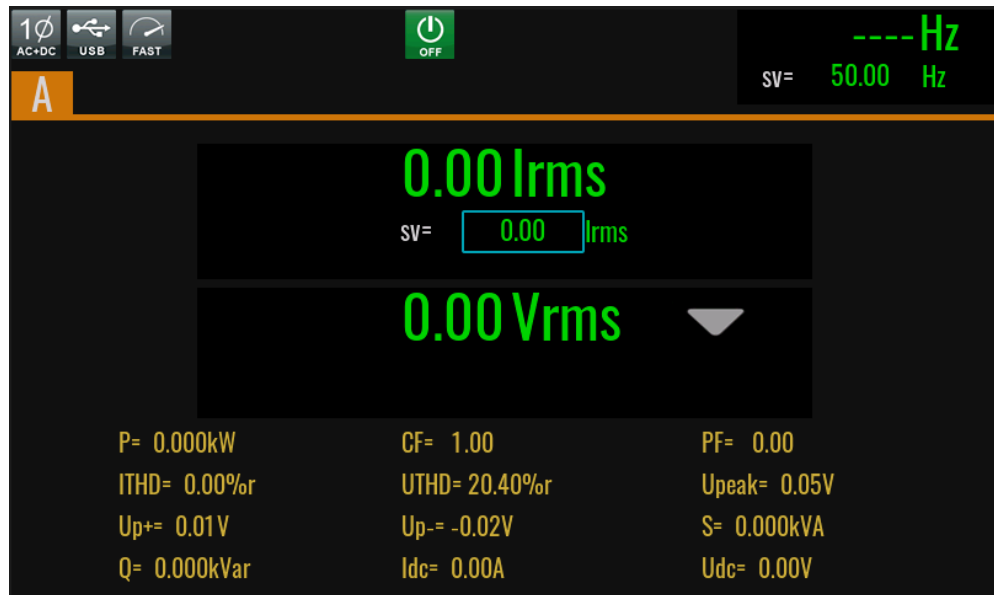 1Ø
AC+DC USB FAST OFF
----Hz
sv= 50.00 Hz
A
0.00 Irms
sv= 0.00 Irms
0.00 Vrms
P= 0.000kW CF= 1.00 PF= 0.00
ITHD= 0.00%r UTHD= 20.40%r Upeak= 0.05V
Up+= 0.01V Up-= -0.02V S= 0.000kVA
Q= 0.000kVar Idc= 0.00A Udc= 0.00V